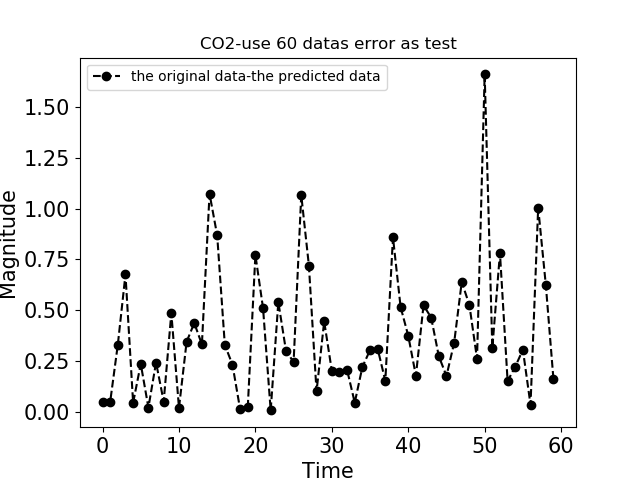 CO2-use 60 datas error as test
the original data-the predicted data
1.50
1.25
1.00
0.75
0.50
0.25
0.00
Magnitude
0 10 20 30 40 50 60
Time